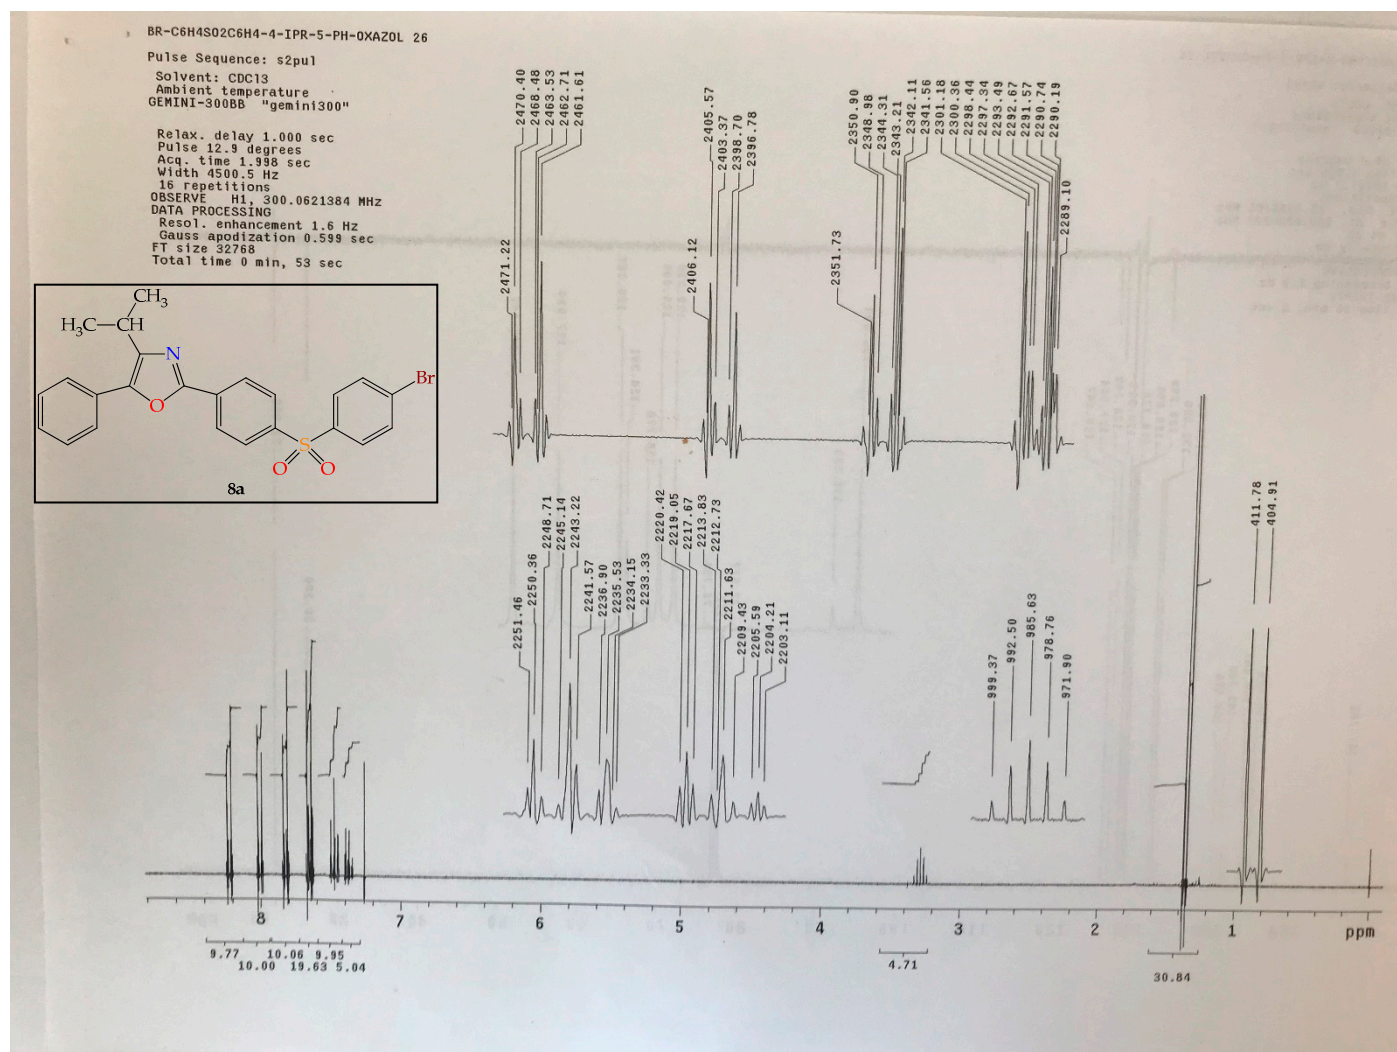 BR-C6H4SO2C6H4-4-IPR-5-PH-OXAZOL 26
Pulse Sequence: s2pul
Solvent: CDCl3
Ambient temperature
GEMINI-300BB "gemini300"
Relax. delay 1.000 sec
Pulse 12.9 degrees
Acq. time 1.998 sec
Width 4500.5 Hz
16 repetitions
OBSERVE H1, 300.0621384 MHz
DATA PROCESSING
Resol. enhancement 1.6 Hz
Gauss apodization 0.599 sec
FT size 32768
Total time 0 min, 53 sec
CH3
H3C
CH
N
O
Br
S
O
O
8a
2471.22
2470.40
2468.48
2463.53
2462.71
2461.61
2406.12
2405.57
2403.37
2398.70
2396.78
2351.73
2350.90
2348.98
2344.31
2343.21
2342.11
2341.56
2301.18
2300.36
2298.44
2297.34
2293.49
2292.67
2291.57
2290.74
2290.19
2289.10
2251.46
2250.36
2248.71
2245.14
2243.22
2241.57
2236.90
2235.53
2234.15
2233.33
2220.42
2219.05
2217.67
2213.83
2212.73
2211.63
2209.43
2205.59
2204.21
2203.11
999.37
992.50
985.63
978.76
971.90
411.78
404.91
8 7 6 5 4 3 2 1 ppm
9.77 10.06 9.95
10.00 19.63 5.04
4.71
30.84